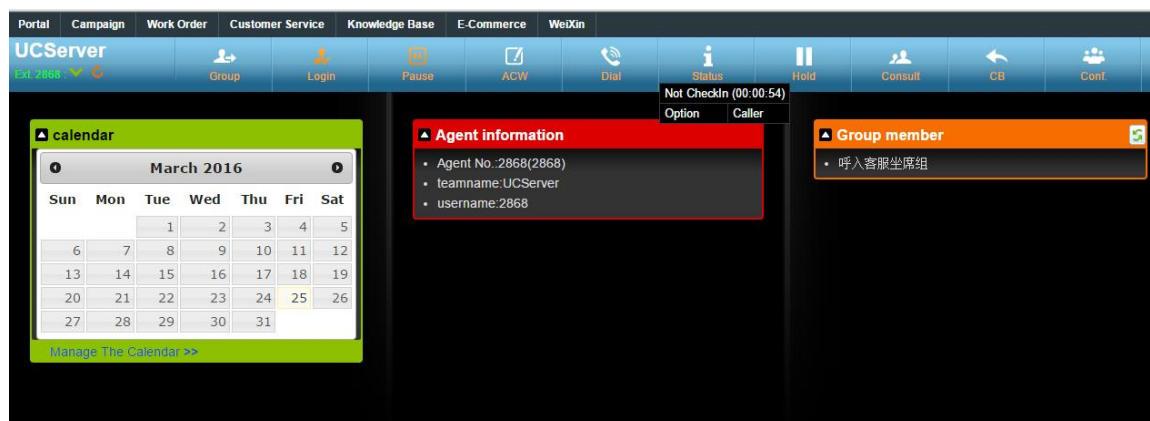 Portal Campaign Work Order Customer Service Knowledge Base E-Commerce WeiXin
UCServer
Ext. 2868 :
Group Login Pause ACW Dial Status Hold Consult CB Conf.
Not CheckIn (00:00:54)
Option Caller
calendar
March 2016
Sun Mon Tue Wed Thu Fri Sat
1 2 3 4 5
6 7 8 9 10 11 12
13 14 15 16 17 18 19
20 21 22 23 24 25 26
27 28 29 30 31
Manage The Calendar >>
Agent information
Agent No.:2868(2868)
teamname:UCServer
username:2868
Group member
呼入客服坐席组